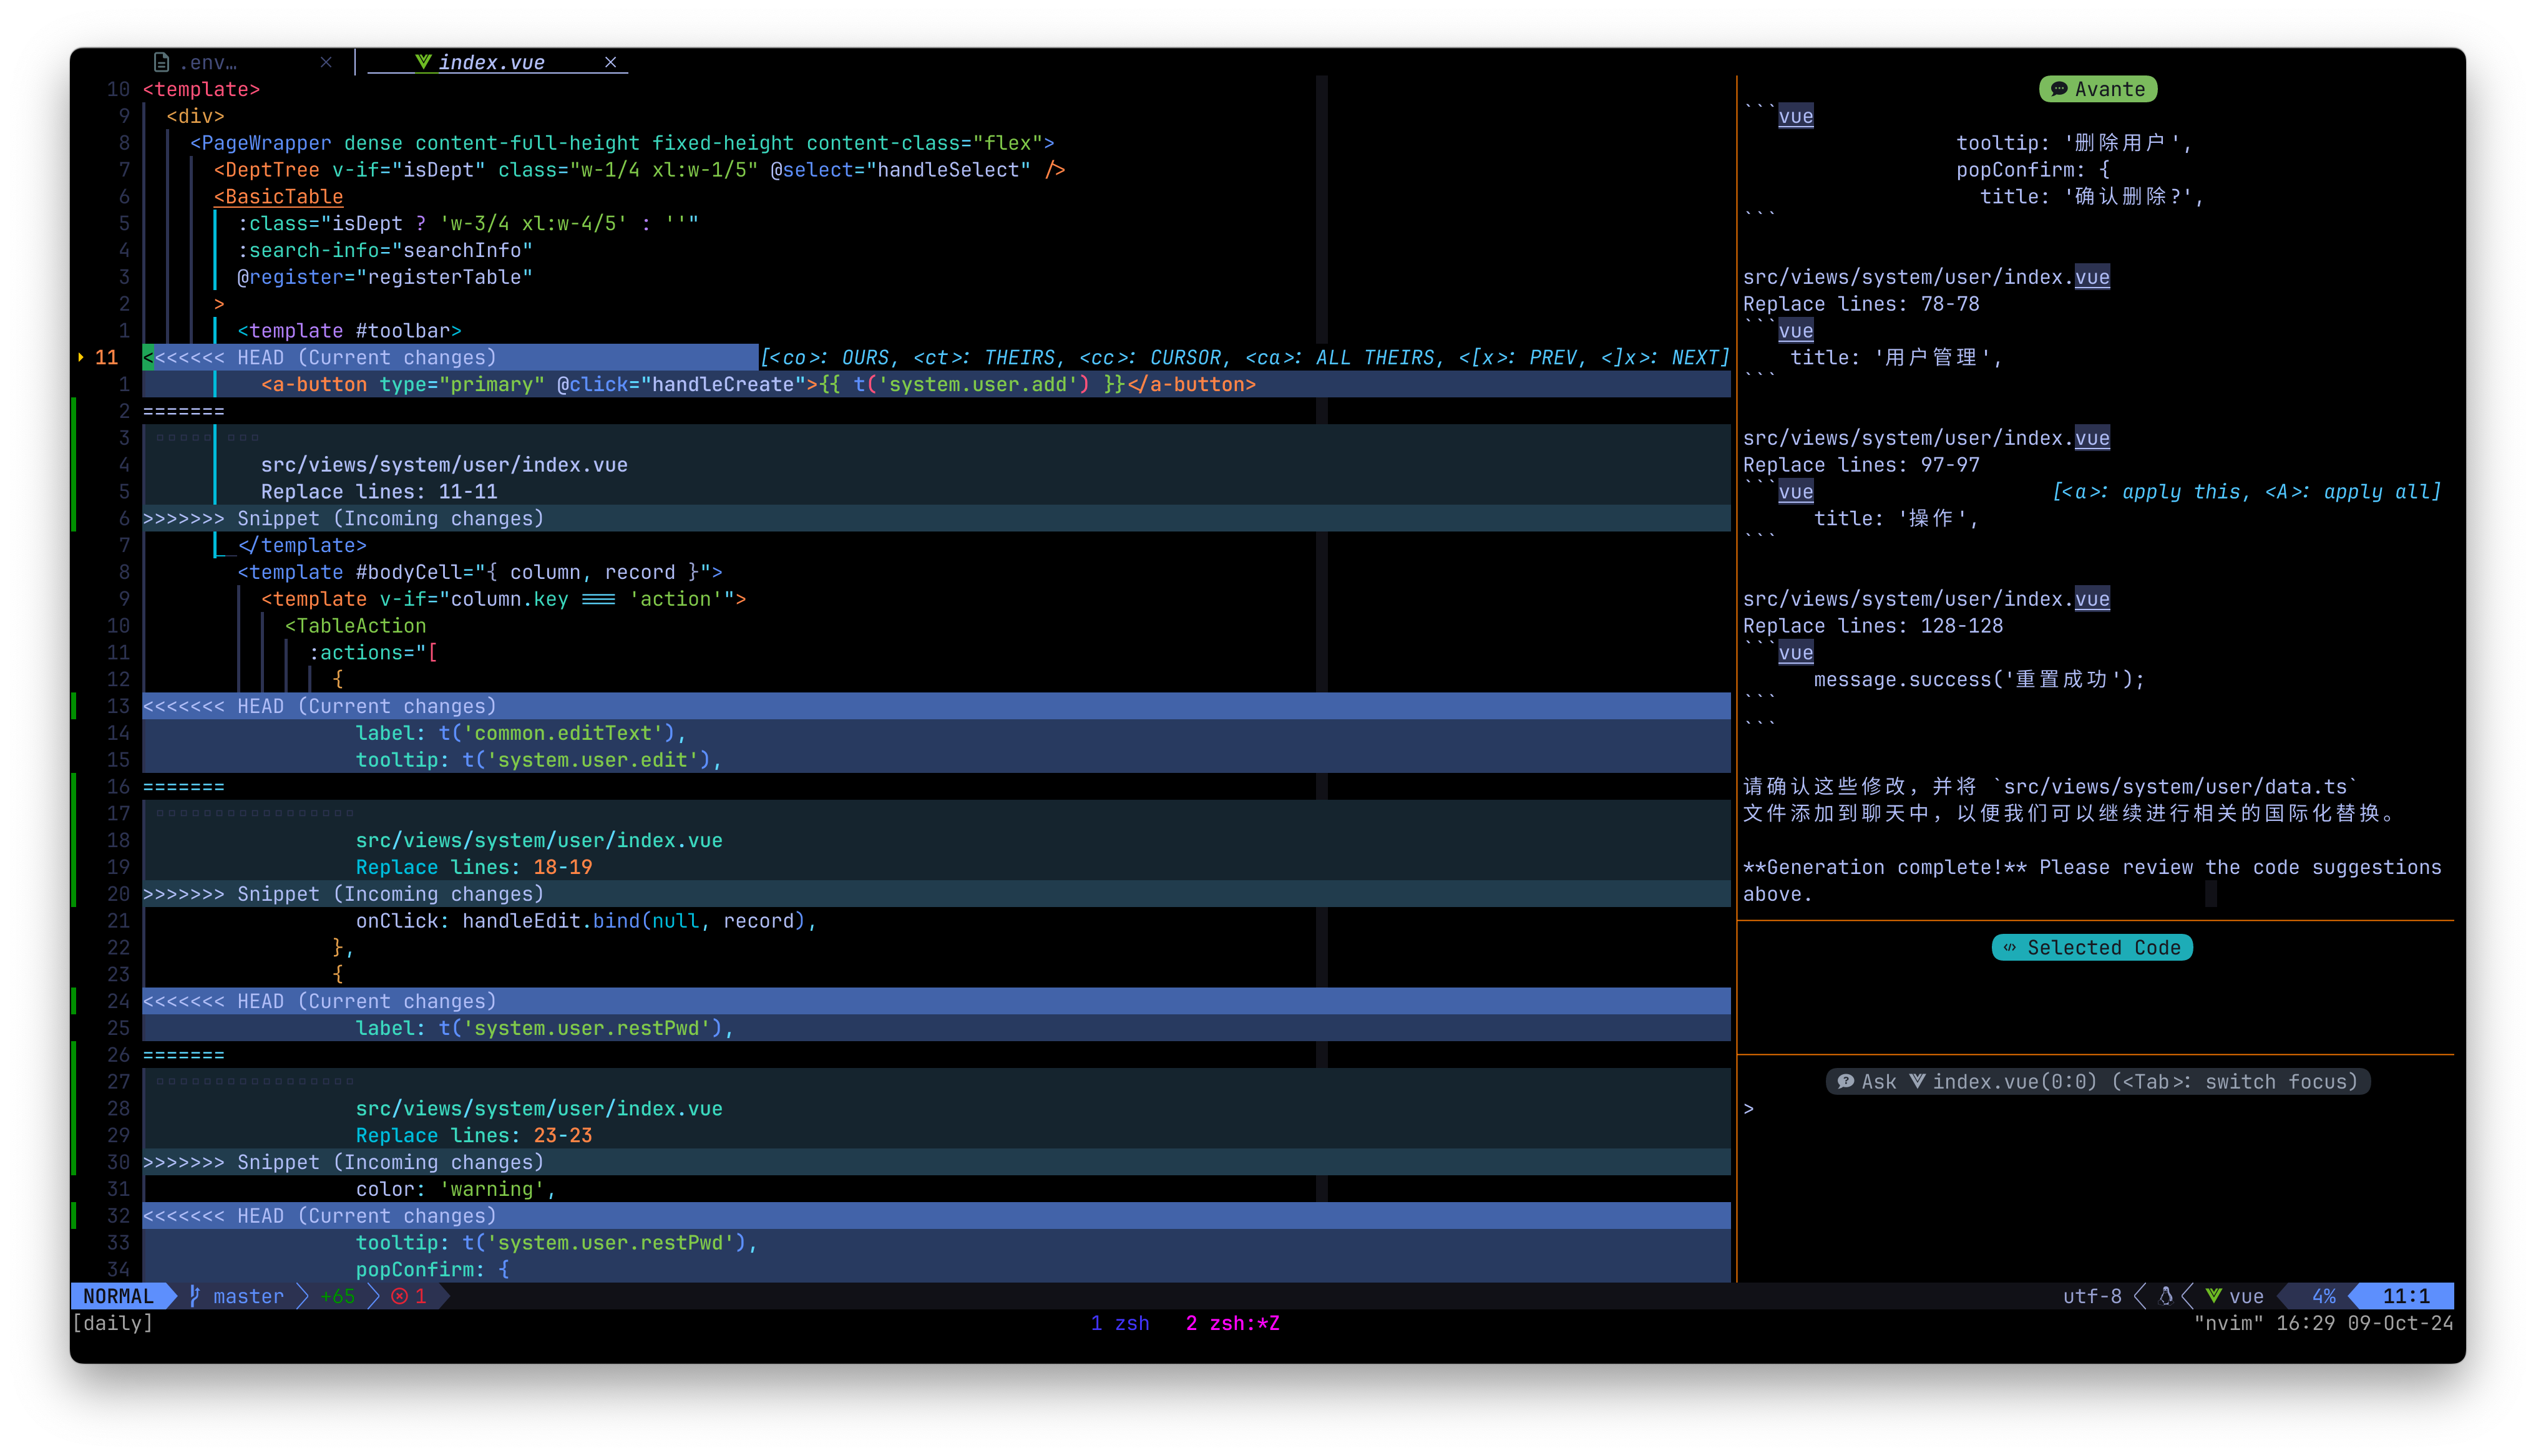 .env…
index.vue
10 <template>
9 <div>
8 <PageWrapper dense content-full-height fixed-height content-class="flex">
7 <DeptTree v-if="isDept" class="w-1/4 xl:w-1/5" @select="handleSelect" />
6 <BasicTable
5 :class="isDept ? 'w-3/4 xl:w-4/5' : ''"
4 :search-info="searchInfo"
3 @register="registerTable"
2 >
1 <template #toolbar>
11 <<<<<<< HEAD (Current changes) [<co>: OURS, <ct>: THEIRS, <cc>: CURSOR, <ca>: ALL THEIRS, <[x>: PREV, <]x>: NEXT]
1 <a-button type="primary" @click="handleCreate">{{ t('system.user.add') }}</a-button>
2 =======
3
4 src/views/system/user/index.vue
5 Replace lines: 11-11
6 >>>>>>> Snippet (Incoming changes)
7 </template>
8 <template #bodyCell="{ column, record }">
9 <template v-if="column.key === 'action'">
10 <TableAction
11 :actions="[
12 {
13 <<<<<<< HEAD (Current changes)
14 label: t('common.editText'),
15 tooltip: t('system.user.edit'),
16 =======
17
18 src/views/system/user/index.vue
19 Replace lines: 18-19
20 >>>>>>> Snippet (Incoming changes)
21 onClick: handleEdit.bind(null, record),
22 },
23 {
24 <<<<<<< HEAD (Current changes)
25 label: t('system.user.restPwd'),
26 =======
27
28 src/views/system/user/index.vue
29 Replace lines: 23-23
30 >>>>>>> Snippet (Incoming changes)
31 color: 'warning',
32 <<<<<<< HEAD (Current changes)
33 tooltip: t('system.user.restPwd'),
34 popConfirm: {
Avante
```vue
tooltip: '删除用户',
popConfirm: {
title: '确认删除?',
```
src/views/system/user/index.vue
Replace lines: 78-78
```vue
title: '用户管理',
```
src/views/system/user/index.vue
Replace lines: 97-97
```vue [<a>: apply this, <A>: apply all]
title: '操作',
```
src/views/system/user/index.vue
Replace lines: 128-128
```vue
message.success('重置成功');
```
```
请确认这些修改，并将 `src/views/system/user/data.ts`
文件添加到聊天中，以便我们可以继续进行相关的国际化替换。
**Generation complete!** Please review the code suggestions
above.
Selected Code
Ask index.vue(0:0) (<Tab>: switch focus)
>
NORMAL master +65 1 utf-8 vue 4% 11:1
[daily] 1 zsh 2 zsh:*Z "nvim" 16:29 09-Oct-24